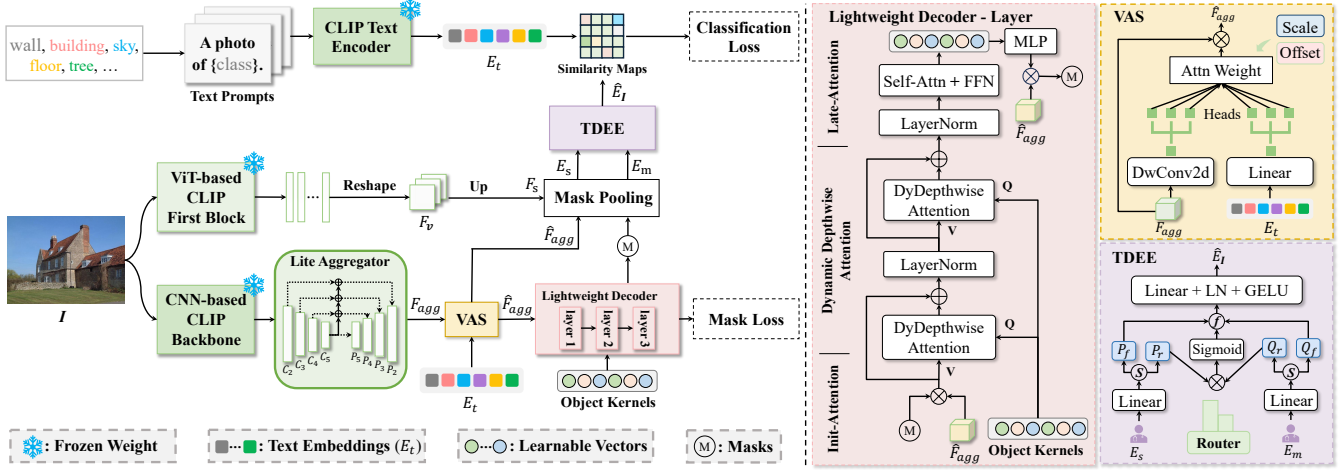 wall, building, sky,
floor, tree, …
A photo
of {class}.
Text Prompts
CLIP Text
Encoder
E_t
Similarity Maps
Classification
Loss
Ê_I
TDEE
E_s
E_m
ViT-based
CLIP
First Block
Reshape
F_v
Up
F_s
Mask Pooling
F̂_agg
M
I
CNN-based
CLIP
Backbone
Lite Aggregator
C_2
C_3
C_4
C_5
P_5
P_4
P_3
P_2
F_agg
VAS
F̂_agg
E_t
Lightweight Decoder
layer 1
layer 2
layer 3
Object Kernels
Mask Loss
: Frozen Weight
: Text Embeddings (E_t)
: Learnable Vectors
M : Masks
Lightweight Decoder - Layer
Late-Attention
MLP
M
F̂_agg
Self-Attn + FFN
LayerNorm
Dynamic Depthwise
Attention
DyDepthwise
Attention
Q
V
LayerNorm
DyDepthwise
Attention
Q
V
Init-Attention
M
F_agg
Object Kernels
VAS
F̂_agg
Scale
Offset
Attn Weight
Heads
DwConv2d
Linear
F_agg
E_t
TDEE
Ê_I
Linear + LN + GELU
f
P_f
P_r
Sigmoid
Q_r
Q_f
S
S
Linear
Linear
Router
E_s
E_m